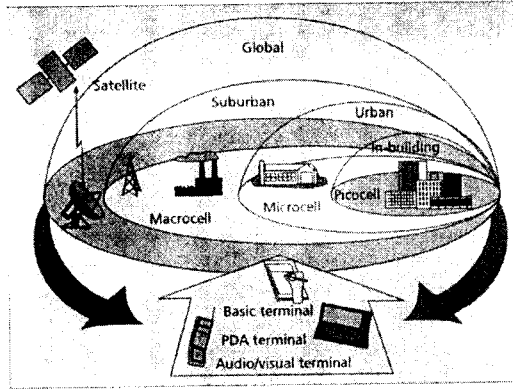 Global
Satellite
Suburban
Urban
In-building
Picocell
Microcell
Macrocell
Basic terminal
PDA terminal
Audio/visual terminal